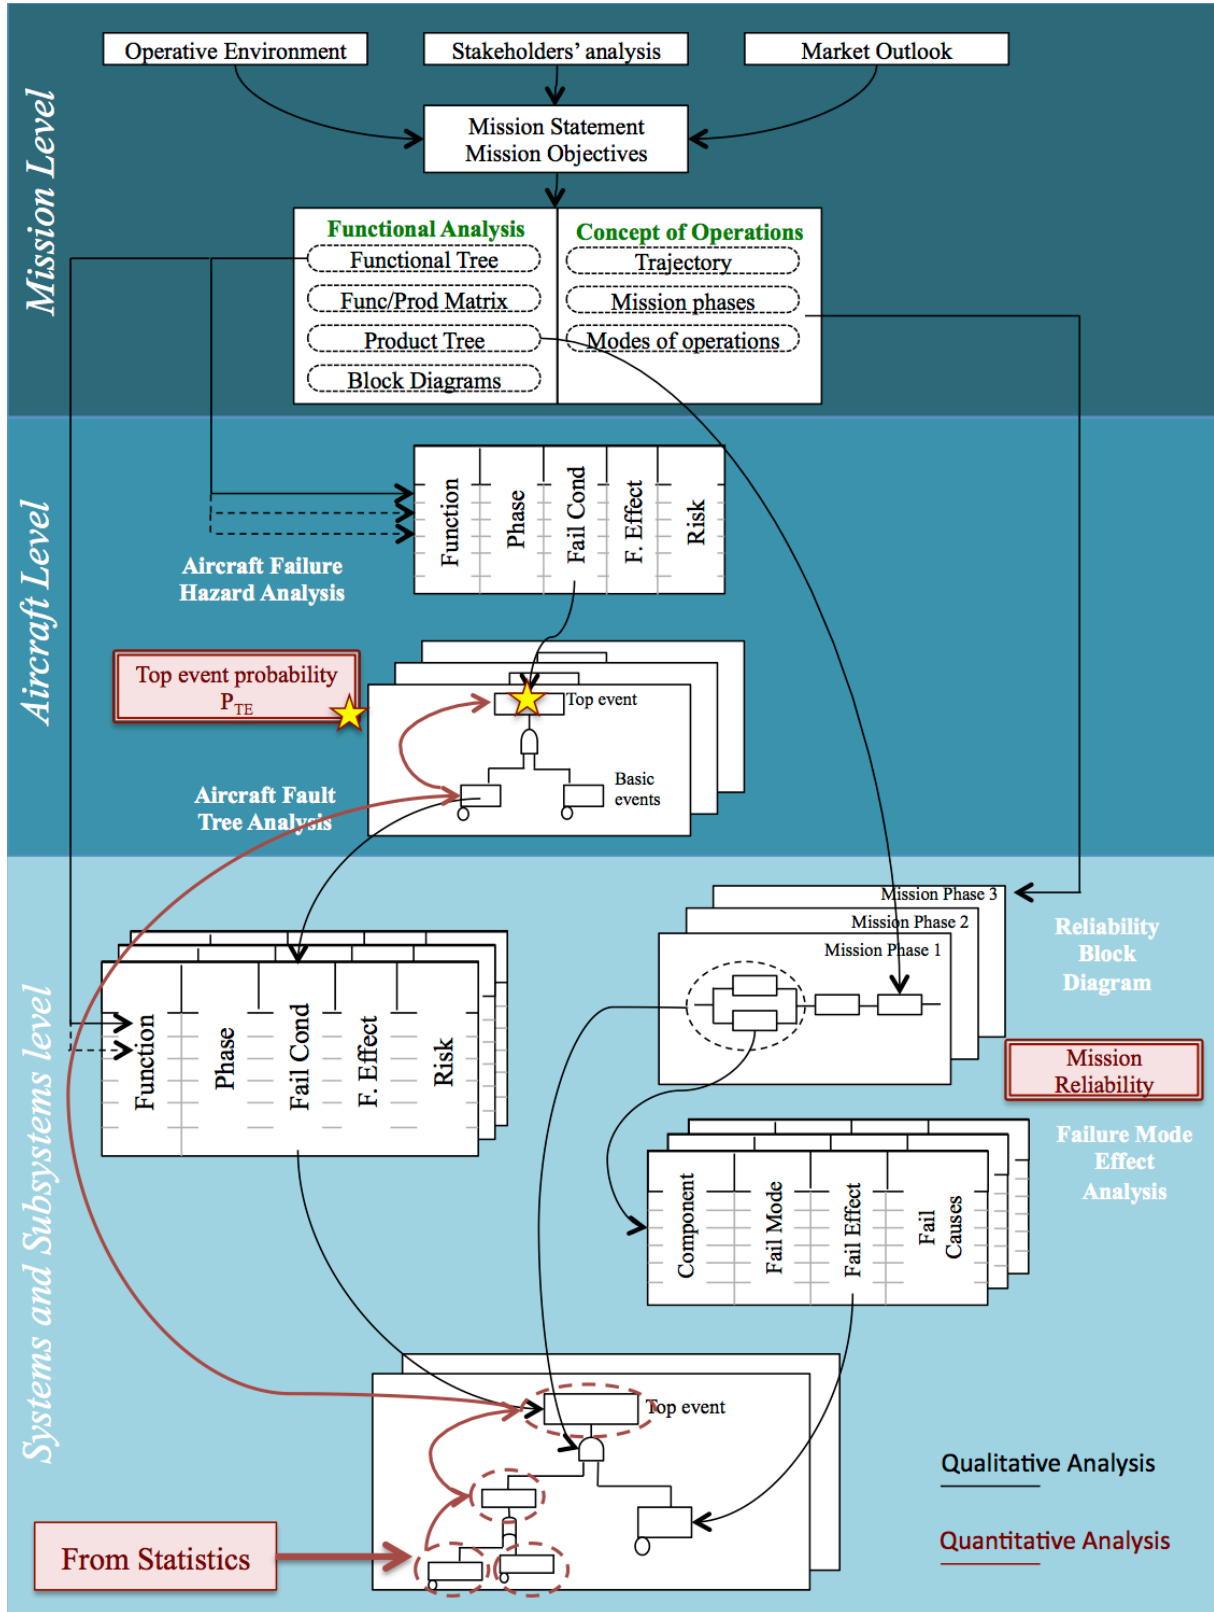 Mission Level
Operative Environment
Stakeholders’ analysis
Market Outlook
Mission Statement
Mission Objectives
Functional Analysis
Functional Tree
Func/Prod Matrix
Product Tree
Block Diagrams
Concept of Operations
Trajectory
Mission phases
Modes of operations
Aircraft Level
Function
Phase
Fail Cond
F. Effect
Risk
Aircraft Failure
Hazard Analysis
Top event probability
PTE
Top event
Basic
events
Aircraft Fault
Tree Analysis
Systems and Subsystems level
Mission Phase 3
Mission Phase 2
Mission Phase 1
Reliability
Block
Diagram
Function
Phase
Fail Cond
F. Effect
Risk
Mission
Reliability
Failure Mode
Effect
Analysis
Component
Fail Mode
Fail Effect
Fail
Causes
Top event
Qualitative Analysis
Quantitative Analysis
From Statistics